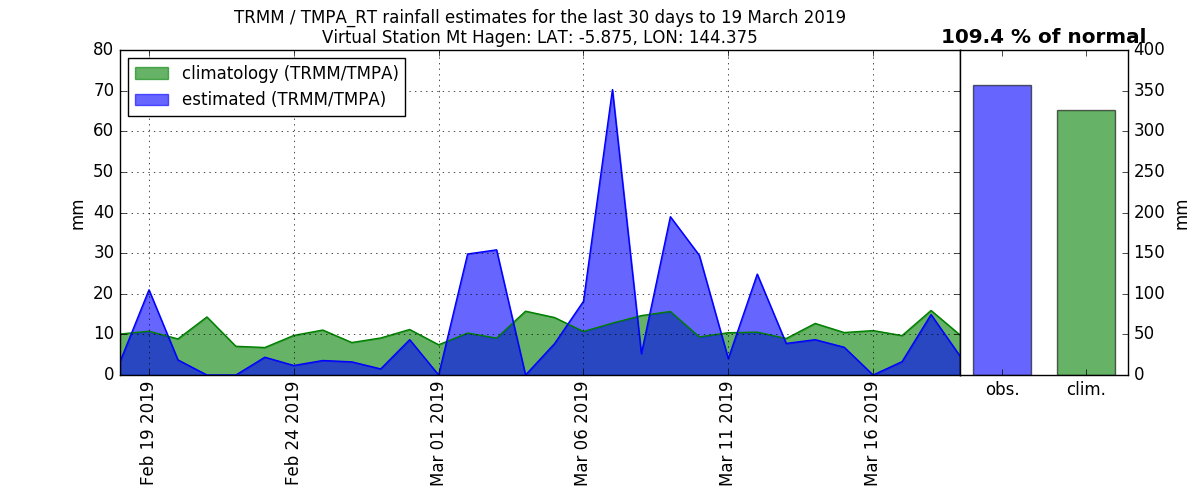 TRMM / TMPA_RT rainfall estimates for the last 30 days to 19 March 2019
Virtual Station Mt Hagen: LAT: -5.875, LON: 144.375
109.4 % of normal
climatology (TRMM/TMPA)
estimated (TRMM/TMPA)
80
70
60
50
40
30
20
10
0
mm
Feb 19 2019
Feb 24 2019
Mar 01 2019
Mar 06 2019
Mar 11 2019
Mar 16 2019
obs.
clim.
400
350
300
250
200
150
100
50
0
mm